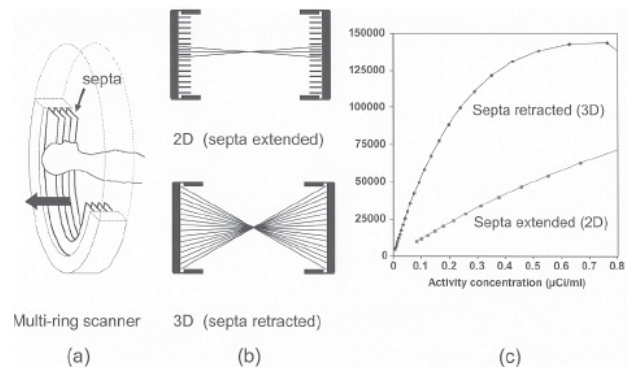 septa
Multi-ring scanner
(a)
2D (septa extended)
3D (septa retracted)
(b)
150000
125000
100000
75000
50000
25000
0
Septa retracted (3D)
Septa extended (2D)
0 0.1 0.2 0.3 0.4 0.5 0.6 0.7 0.8
Activity concentration (µCi/ml)
(c)